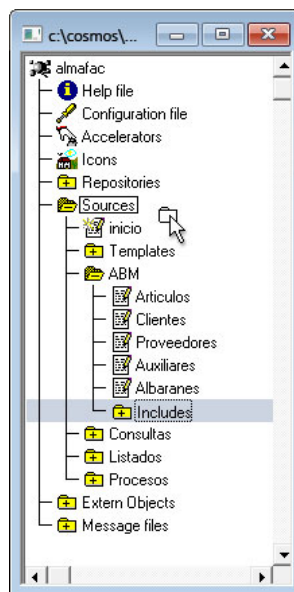 c:\cosmos\...
almafac
Help file
Configuration file
Accelerators
Icons
Repositories
Sources
inicio
Templates
ABM
Articulos
Clientes
Proveedores
Auxiliares
Albaranes
Includes
Consultas
Listados
Procesos
Extern Objects
Message files